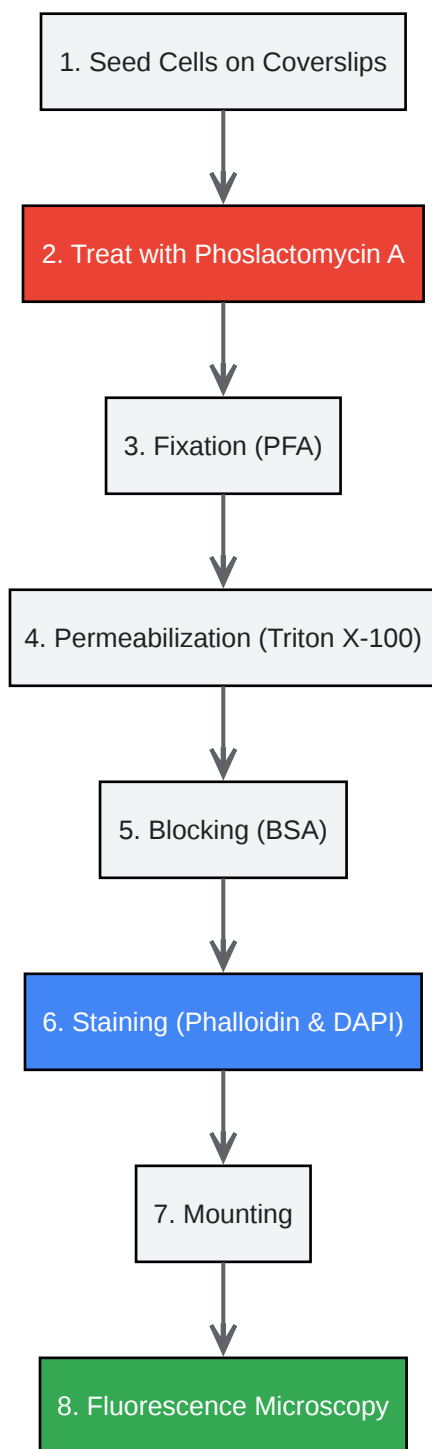 1. Seed Cells on Coverslips
2. Treat with Phoslactomycin A
3. Fixation (PFA)
4. Permeabilization (Triton X-100)
5. Blocking (BSA)
6. Staining (Phalloidin & DAPI)
7. Mounting
8. Fluorescence Microscopy